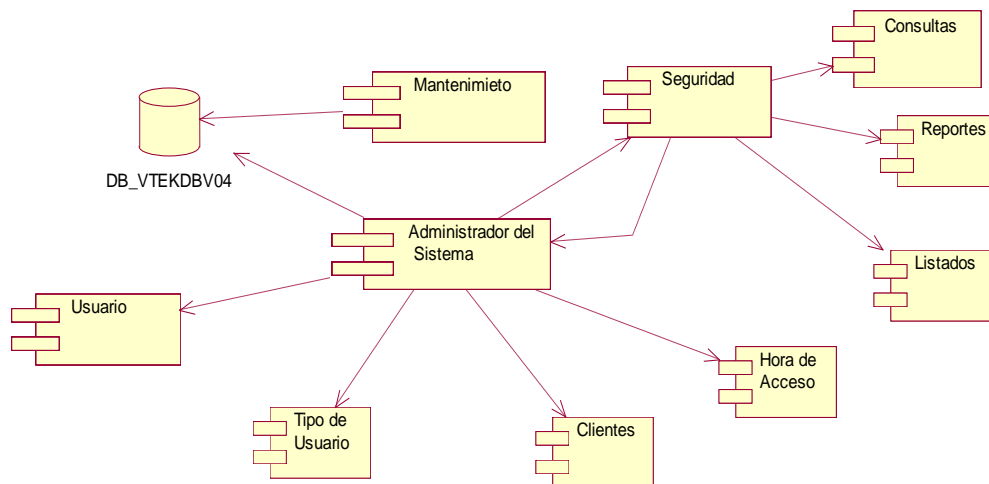 Consultas
Mantenimieto
Seguridad
Reportes
DB_VTEKDBV04
Administrador del
Sistema
Listados
Usuario
Hora de
Acceso
Tipo de
Usuario
Clientes